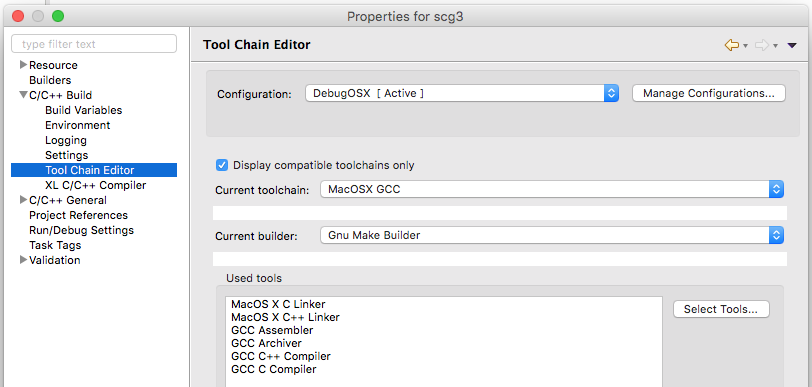 Properties for scg3
type filter text
Resource
Builders
C/C++ Build
Build Variables
Environment
Logging
Settings
Tool Chain Editor
XL C/C++ Compiler
C/C++ General
Project References
Run/Debug Settings
Task Tags
Validation
Tool Chain Editor
Configuration: DebugOSX [ Active ] Manage Configurations...
Display compatible toolchains only
Current toolchain: MacOSX GCC
Current builder: Gnu Make Builder
Used tools
MacOS X C Linker
MacOS X C++ Linker
GCC Assembler
GCC Archiver
GCC C++ Compiler
GCC C Compiler
Select Tools...